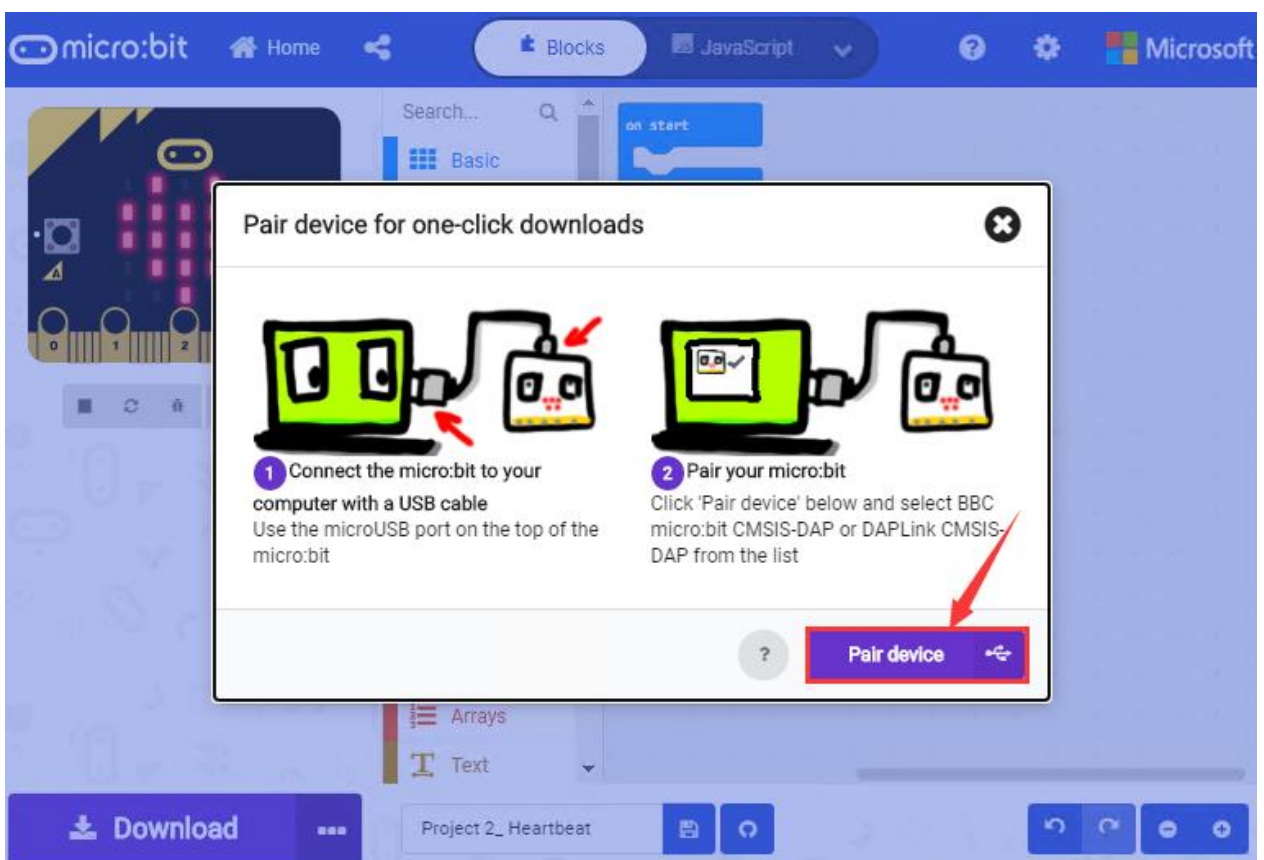 micro:bit Home Blocks JavaScript Microsoft
Search...
Basic
on start
A
0 1 2
Pair device for one-click downloads
1 Connect the micro:bit to your
computer with a USB cable
Use the microUSB port on the top of the
micro:bit
2 Pair your micro:bit
Click 'Pair device' below and select BBC
micro:bit CMSIS-DAP or DAPLink CMSIS-
DAP from the list
? Pair device
Arrays
Text
Download
Project 2_ Heartbeat